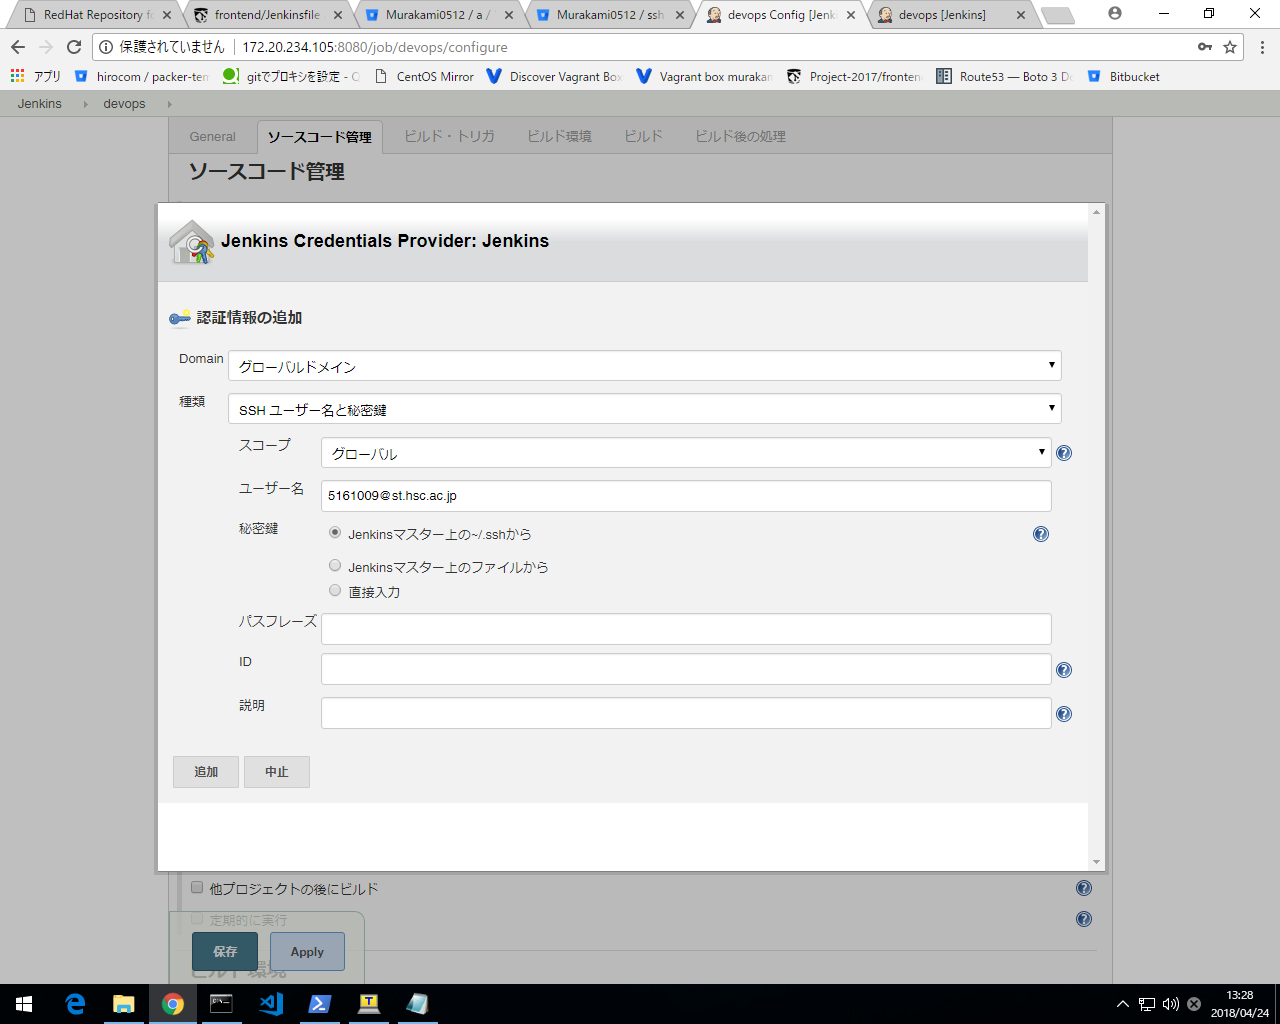 RedHat Repository fo
frontend/Jenkinsfile
Murakami0512 / a /
Murakami0512 / ssh
devops Config [Jenk
devops [Jenkins]
保護されていません
172.20.234.105:8080/job/devops/configure
アプリ
hirocom / packer-tem
gitでプロキシを設定 - Q
CentOS Mirror
Discover Vagrant Box
Vagrant box murakam
Project-2017/fronten
Route53 — Boto 3 Do
Bitbucket
Jenkins
devops
General
ソースコード管理
ビルド・トリガ
ビルド環境
ビルド
ビルド後の処理
ソースコード管理
Jenkins Credentials Provider: Jenkins
認証情報の追加
Domain
グローバルドメイン
種類
SSH ユーザー名と秘密鍵
スコープ
グローバル
ユーザー名
5161009@st.hsc.ac.jp
秘密鍵
Jenkinsマスター上の~/.sshから
Jenkinsマスター上のファイルから
直接入力
パスフレーズ
ID
説明
追加
中止
他プロジェクトの後にビルド
定期的に実行
保存
Apply
ビルド環境
13:28
2018/04/24